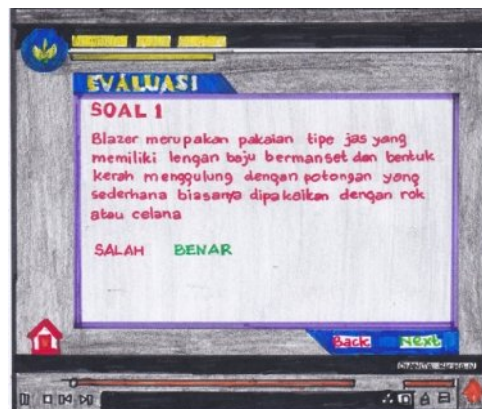 EVALUASI
SOAL 1
Blazer merupakan pakaian tipe jas yang
memiliki lengan baju bermanset dan bentuk
kerah menggulung dengan potongan yang
sederhana biasanya dipakaikan dengan rok
atau celana
SALAH BENAR
Back Next